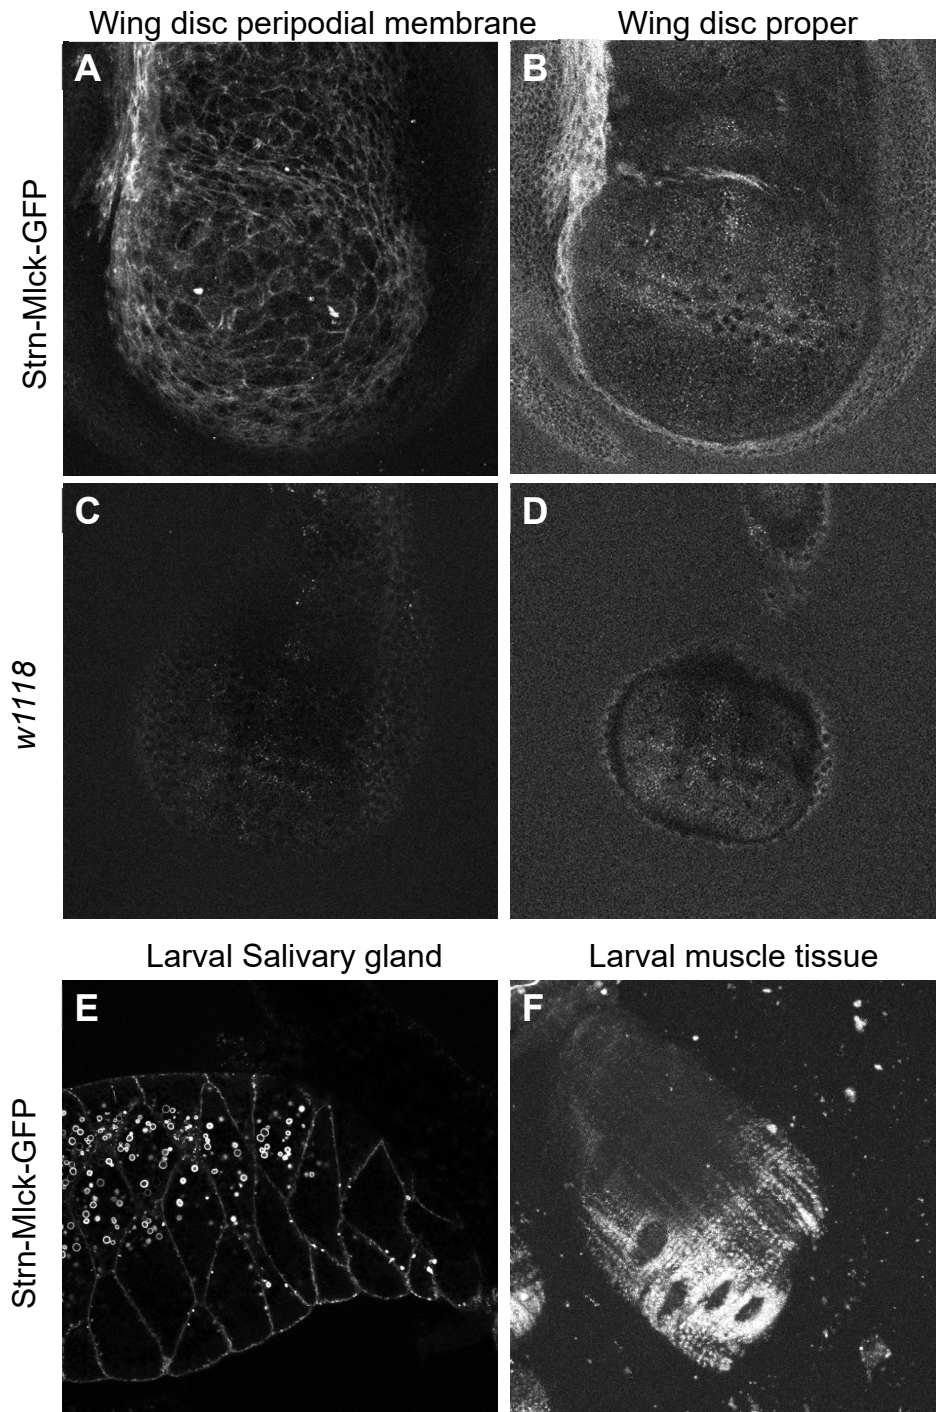 Wing disc peripodial membrane
Wing disc proper
A
B
Strn-Mlck-GFP
C
D
w1118
Larval Salivary gland
Larval muscle tissue
E
F
Strn-Mlck-GFP